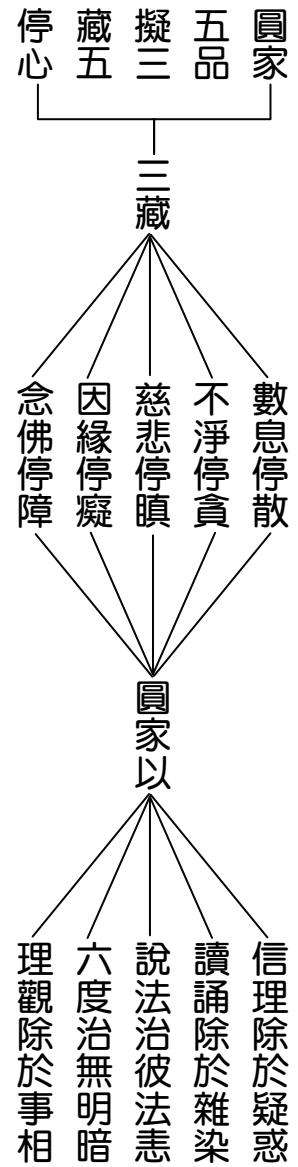 圓家
五品
擬三
藏五
停心
三藏
數息停散
不淨停貪
慈悲停瞋
因緣停癡
念佛停障
圓家以
信理除於疑惑
讀誦除於雜染
說法治彼法恚
六度治無明暗
理觀除於事相